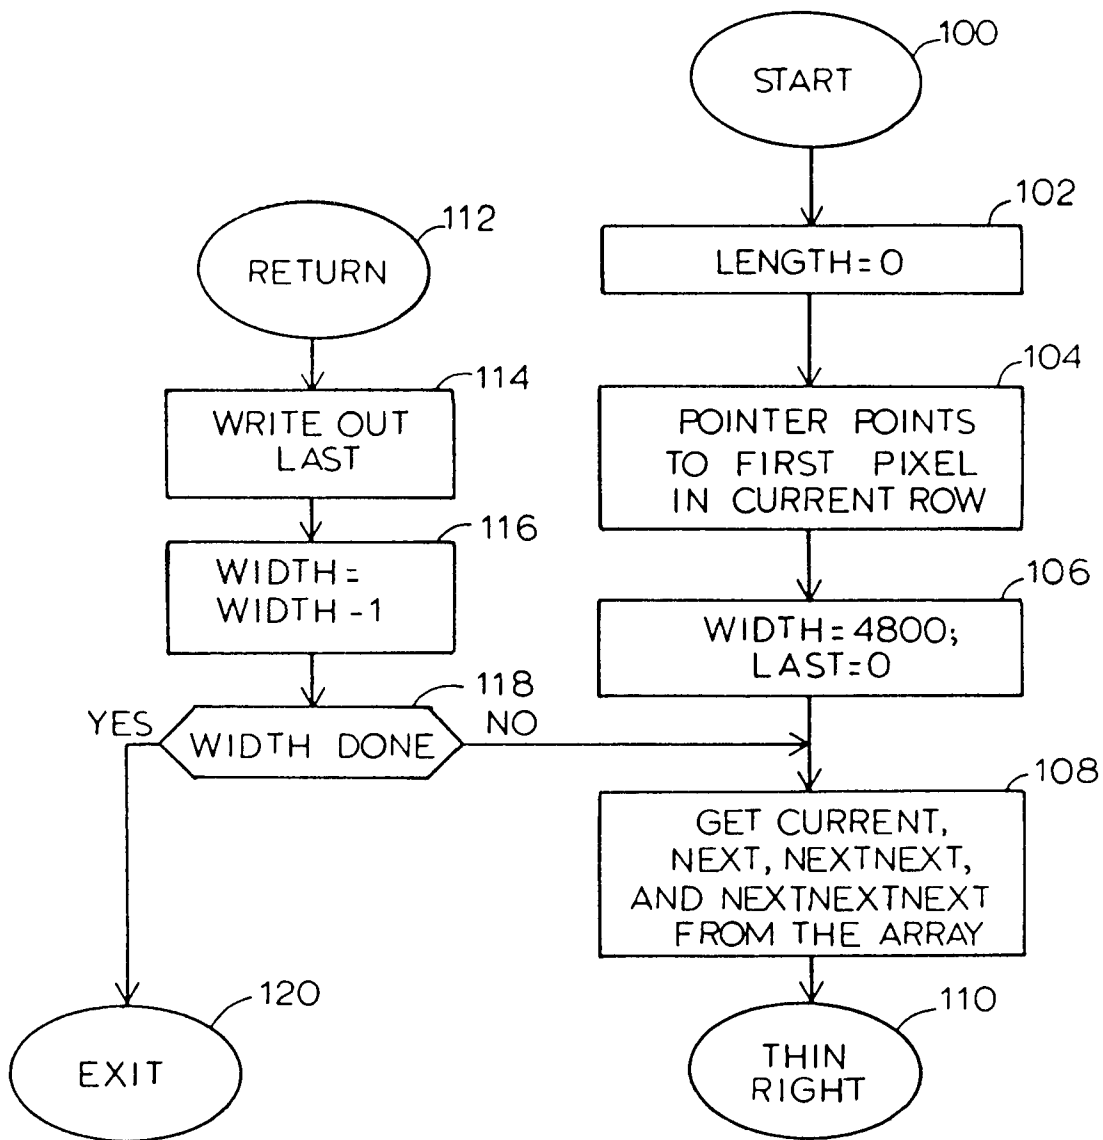 100
START
102
LENGTH=0
104
POINTER POINTS
TO FIRST PIXEL
IN CURRENT ROW
106
WIDTH=4800;
LAST=0
108
GET CURRENT,
NEXT, NEXTNEXT,
AND NEXTNEXTNEXT
FROM THE ARRAY
110
THIN
RIGHT
112
RETURN
114
WRITE OUT
LAST
116
WIDTH=
WIDTH-1
118
YES
WIDTH DONE
NO
120
EXIT